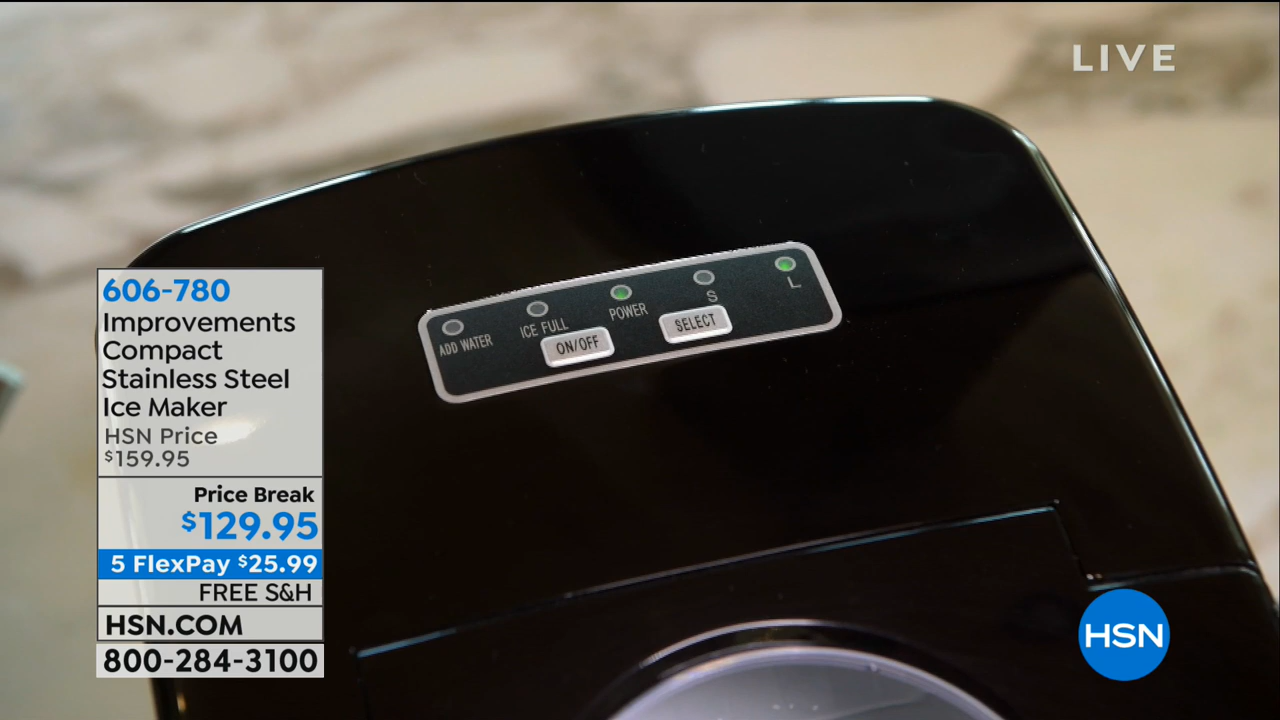 LIVE
606-780
Improvements
Compact
Stainless Steel
Ice Maker
HSN Price
$159.95
Price Break
$129.95
5 FlexPay $25.99
FREE S&H
HSN.COM
800-284-3100
ADD WATER
ICE FULL
POWER
S
L
ON/OFF
SELECT
HSN